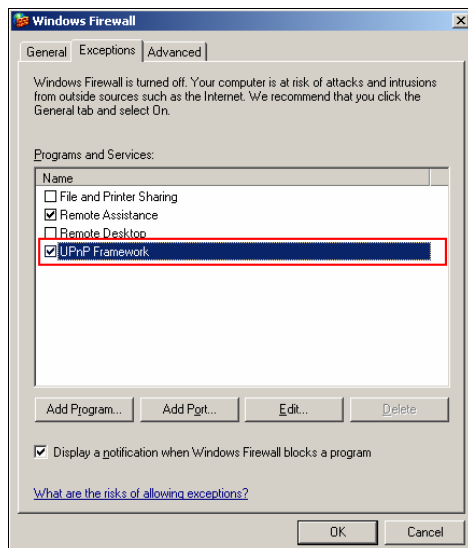 Windows Firewall
General Exceptions Advanced
Windows Firewall is turned off. Your computer is at risk of attacks and intrusions
from outside sources such as the Internet. We recommend that you click the
General tab and select On.
Programs and Services:
Name
File and Printer Sharing
Remote Assistance
Remote Desktop
UPnP Framework
Add Program... Add Port... Edit... Delete
Display a notification when Windows Firewall blocks a program
What are the risks of allowing exceptions?
OK Cancel